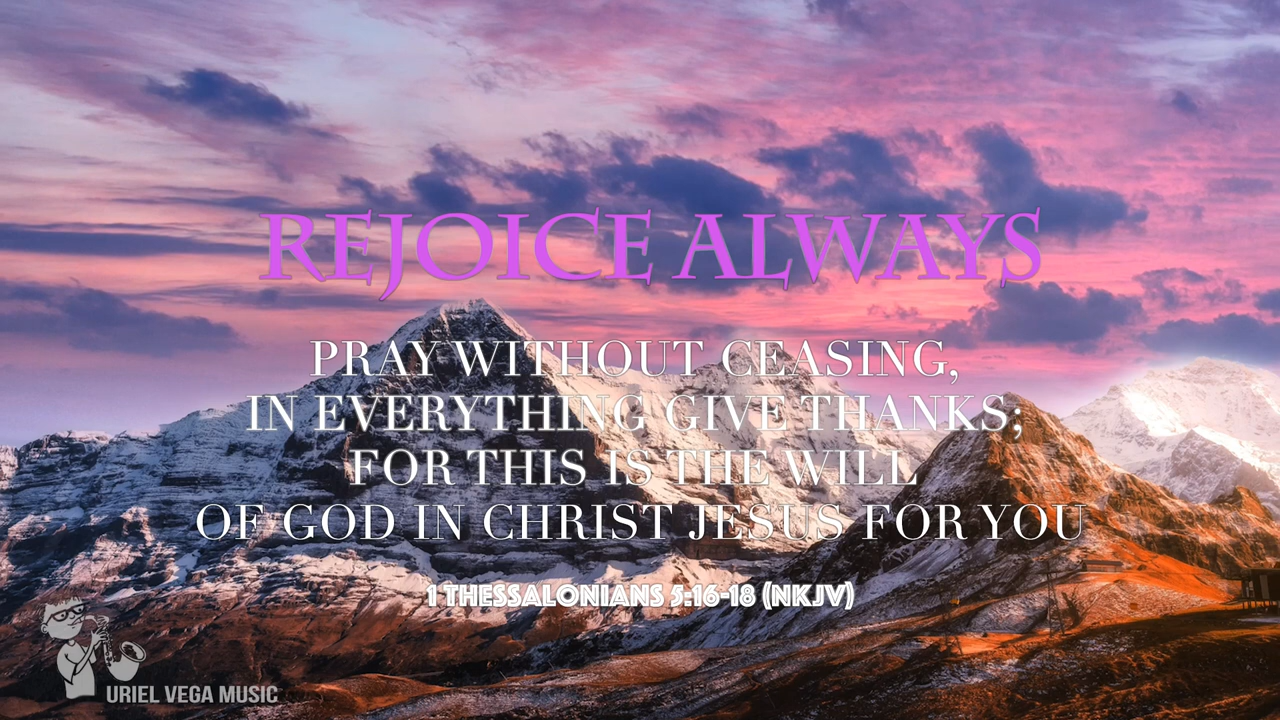 REJOICE ALWAYS
PRAY WITHOUT CEASING,
IN EVERYTHING GIVE THANKS;
FOR THIS IS THE WILL
OF GOD IN CHRIST JESUS FOR YOU
1 THESSALONIANS 5:16-18 (NKJV)
URIEL VEGA MUSIC